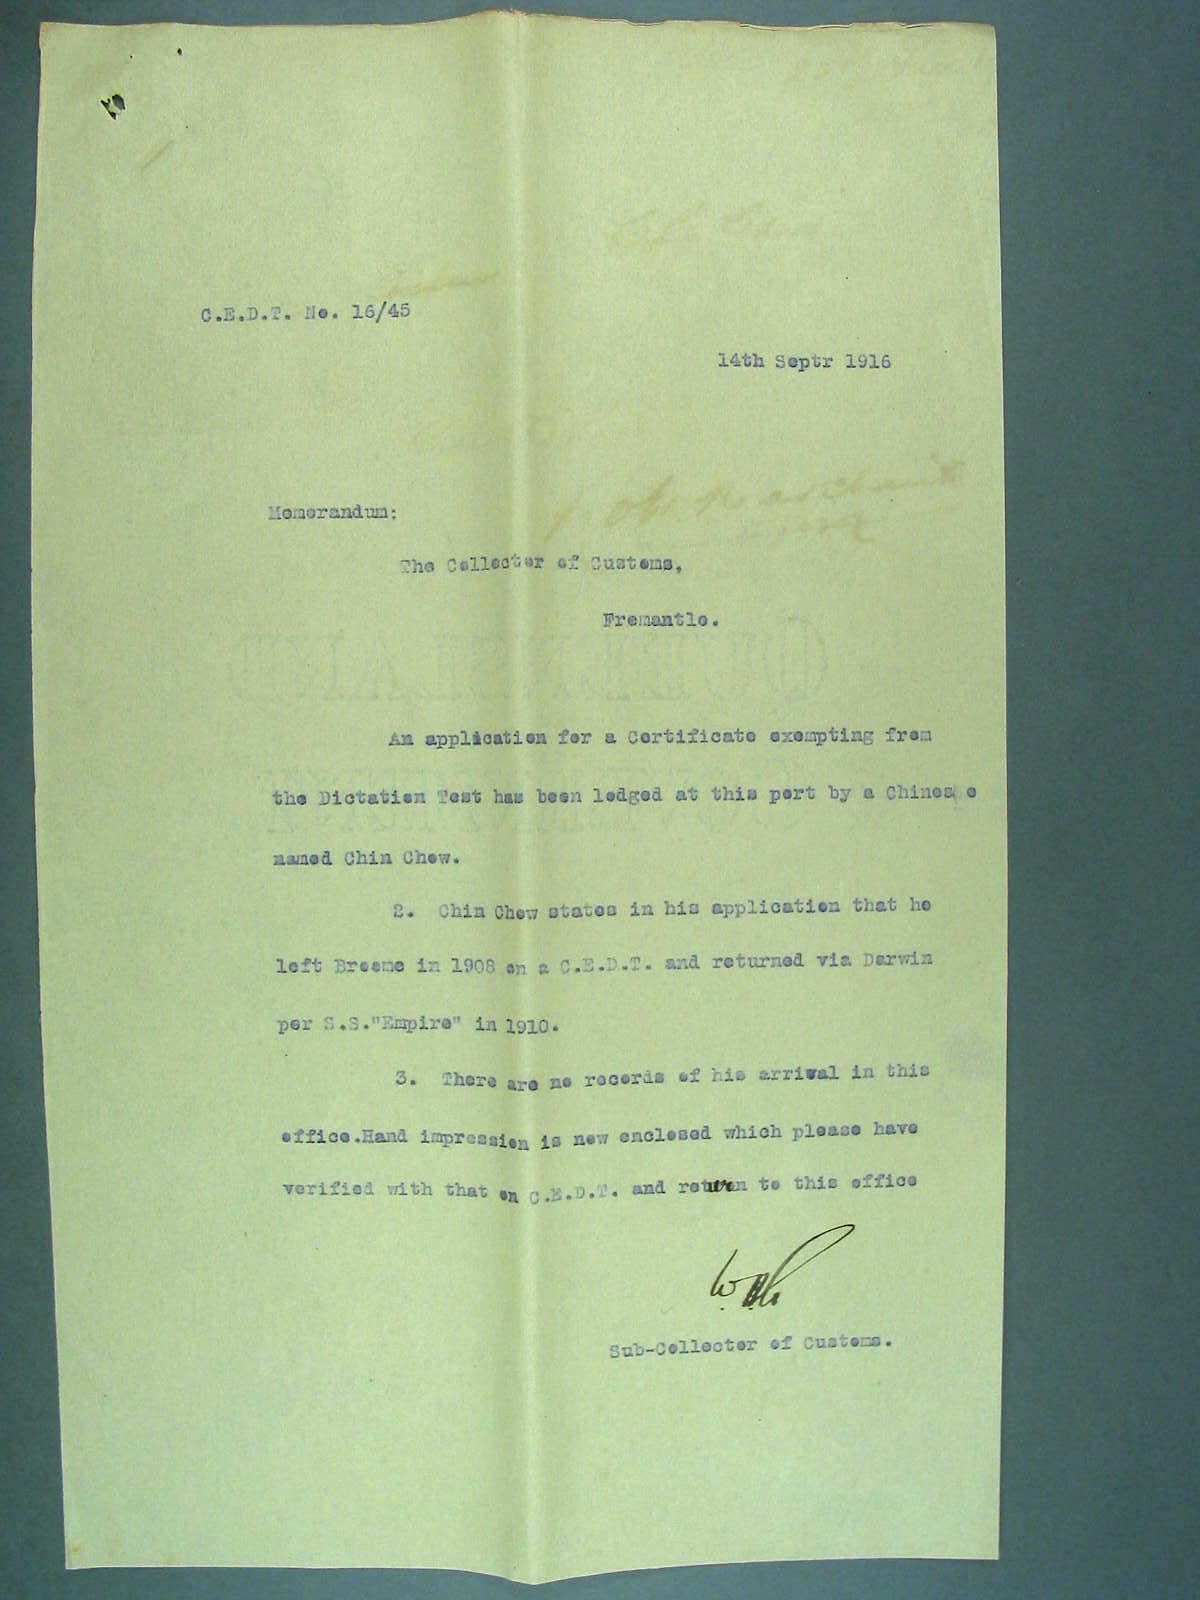 C.E.D.T. No. 16/45
14th Septr 1916
Memorandum:
The Collector of Customs,
Fremantle.
An application for a Certificate exempting from
the Dictation Test has been lodged at this port by a Chinese
named Chin Chow.
2. Chin Chow states in his application that he
left Broome in 1908 on a C.E.D.T. and returned via Darwin
per S.S."Empire" in 1910.
3. There are no records of his arrival in this
office.Hand impression is now enclosed which please have
verified with that on C.E.D.T. and return to this office
Sub-Collector of Customs.